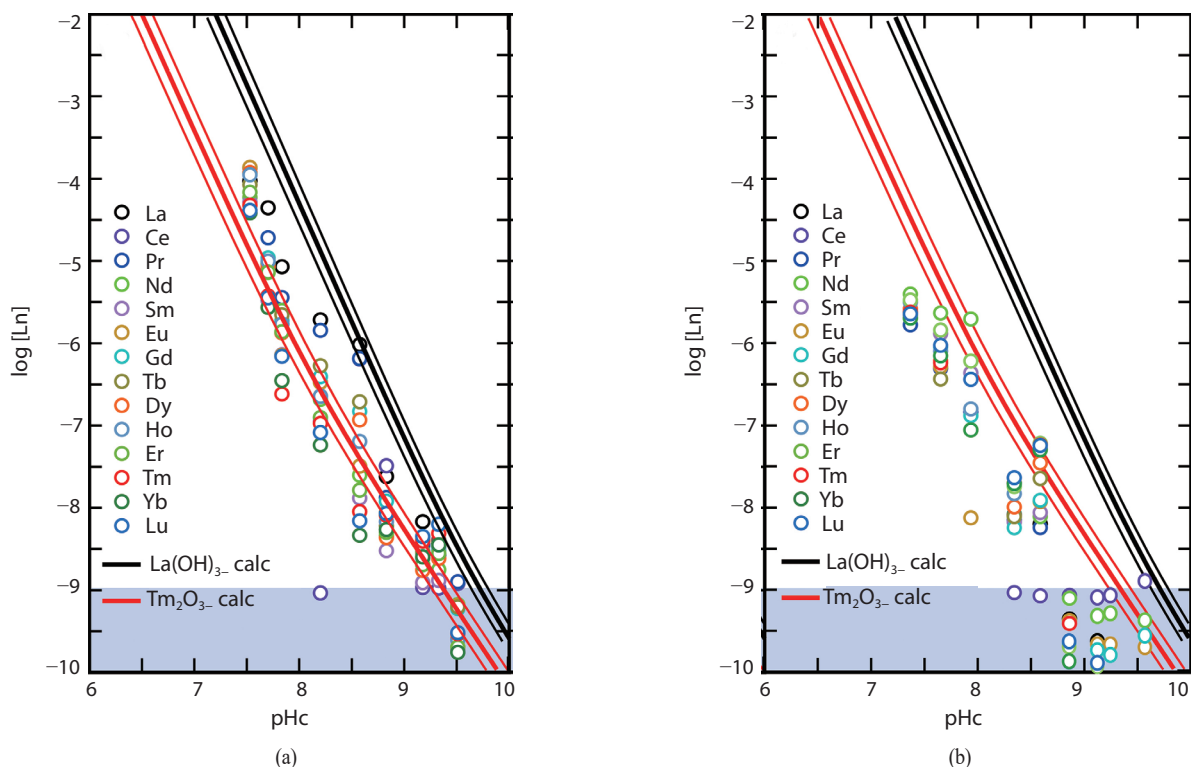 −2
−3
−4
−5
−6
−7
−8
−9
−10
log [Ln]
La
Ce
Pr
Nd
Sm
Eu
Gd
Tb
Dy
Ho
Er
Tm
Yb
Lu
La(OH)₃₋ calc
Tm₂O₃₋ calc
6 7 8 9 10
pHc
(a)
−2
−3
−4
−5
−6
−7
−8
−9
−10
log [Ln]
La
Ce
Pr
Nd
Sm
Eu
Gd
Tb
Dy
Ho
Er
Tm
Yb
Lu
La(OH)₃₋ calc
Tm₂O₃₋ calc
6 7 8 9 10
pHc
(b)